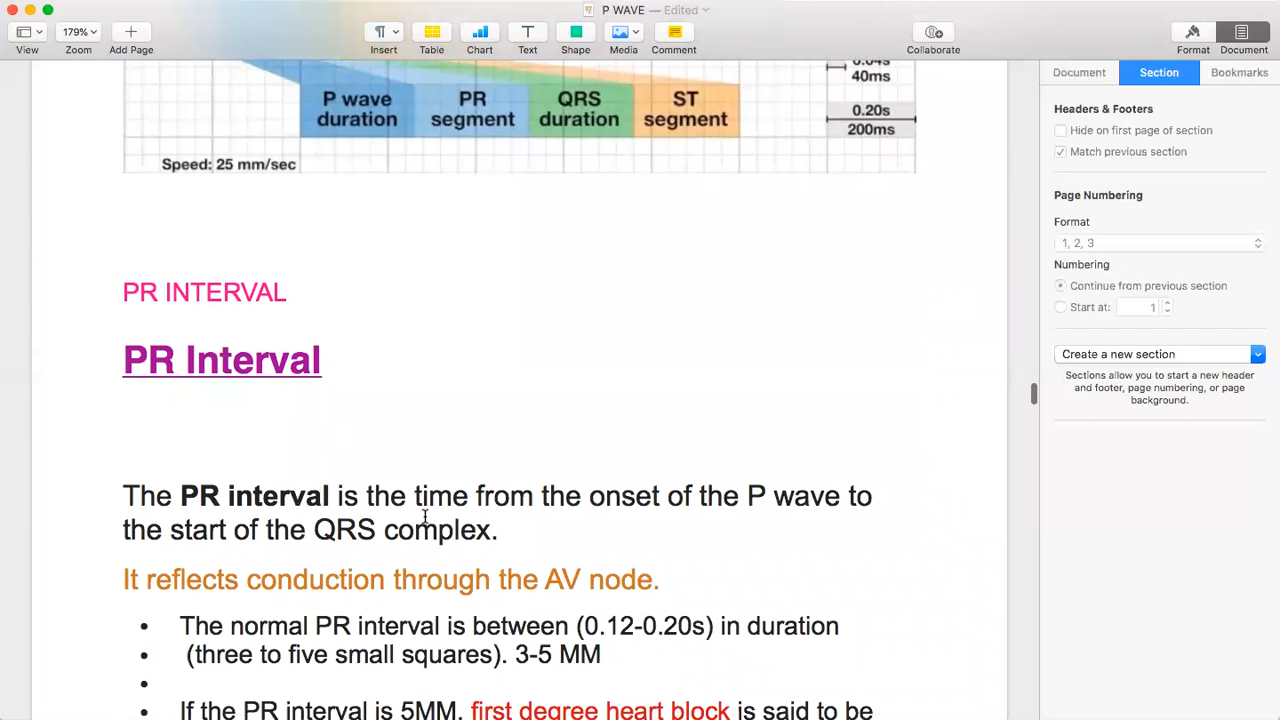 P WAVE — Edited
179%
View
Zoom
Add Page
Insert
Table
Chart
Text
Shape
Media
Comment
Collaborate
Format
Document
Document
Section
Bookmarks
0.04s
40ms
P wave duration
PR segment
QRS duration
ST segment
0.20s
200ms
Speed: 25 mm/sec
PR INTERVAL
PR Interval
The PR interval is the time from the onset of the P wave to
the start of the QRS complex.
It reflects conduction through the AV node.
• The normal PR interval is between (0.12-0.20s) in duration
• (three to five small squares). 3-5 MM
•
• If the PR interval is 5MM, first degree heart block is said to be
Headers & Footers
Hide on first page of section
Match previous section
Page Numbering
Format
1, 2, 3
Numbering
Continue from previous section
Start at: 1
Create a new section
Sections allow you to start a new header
and footer, page numbering, or page
background.